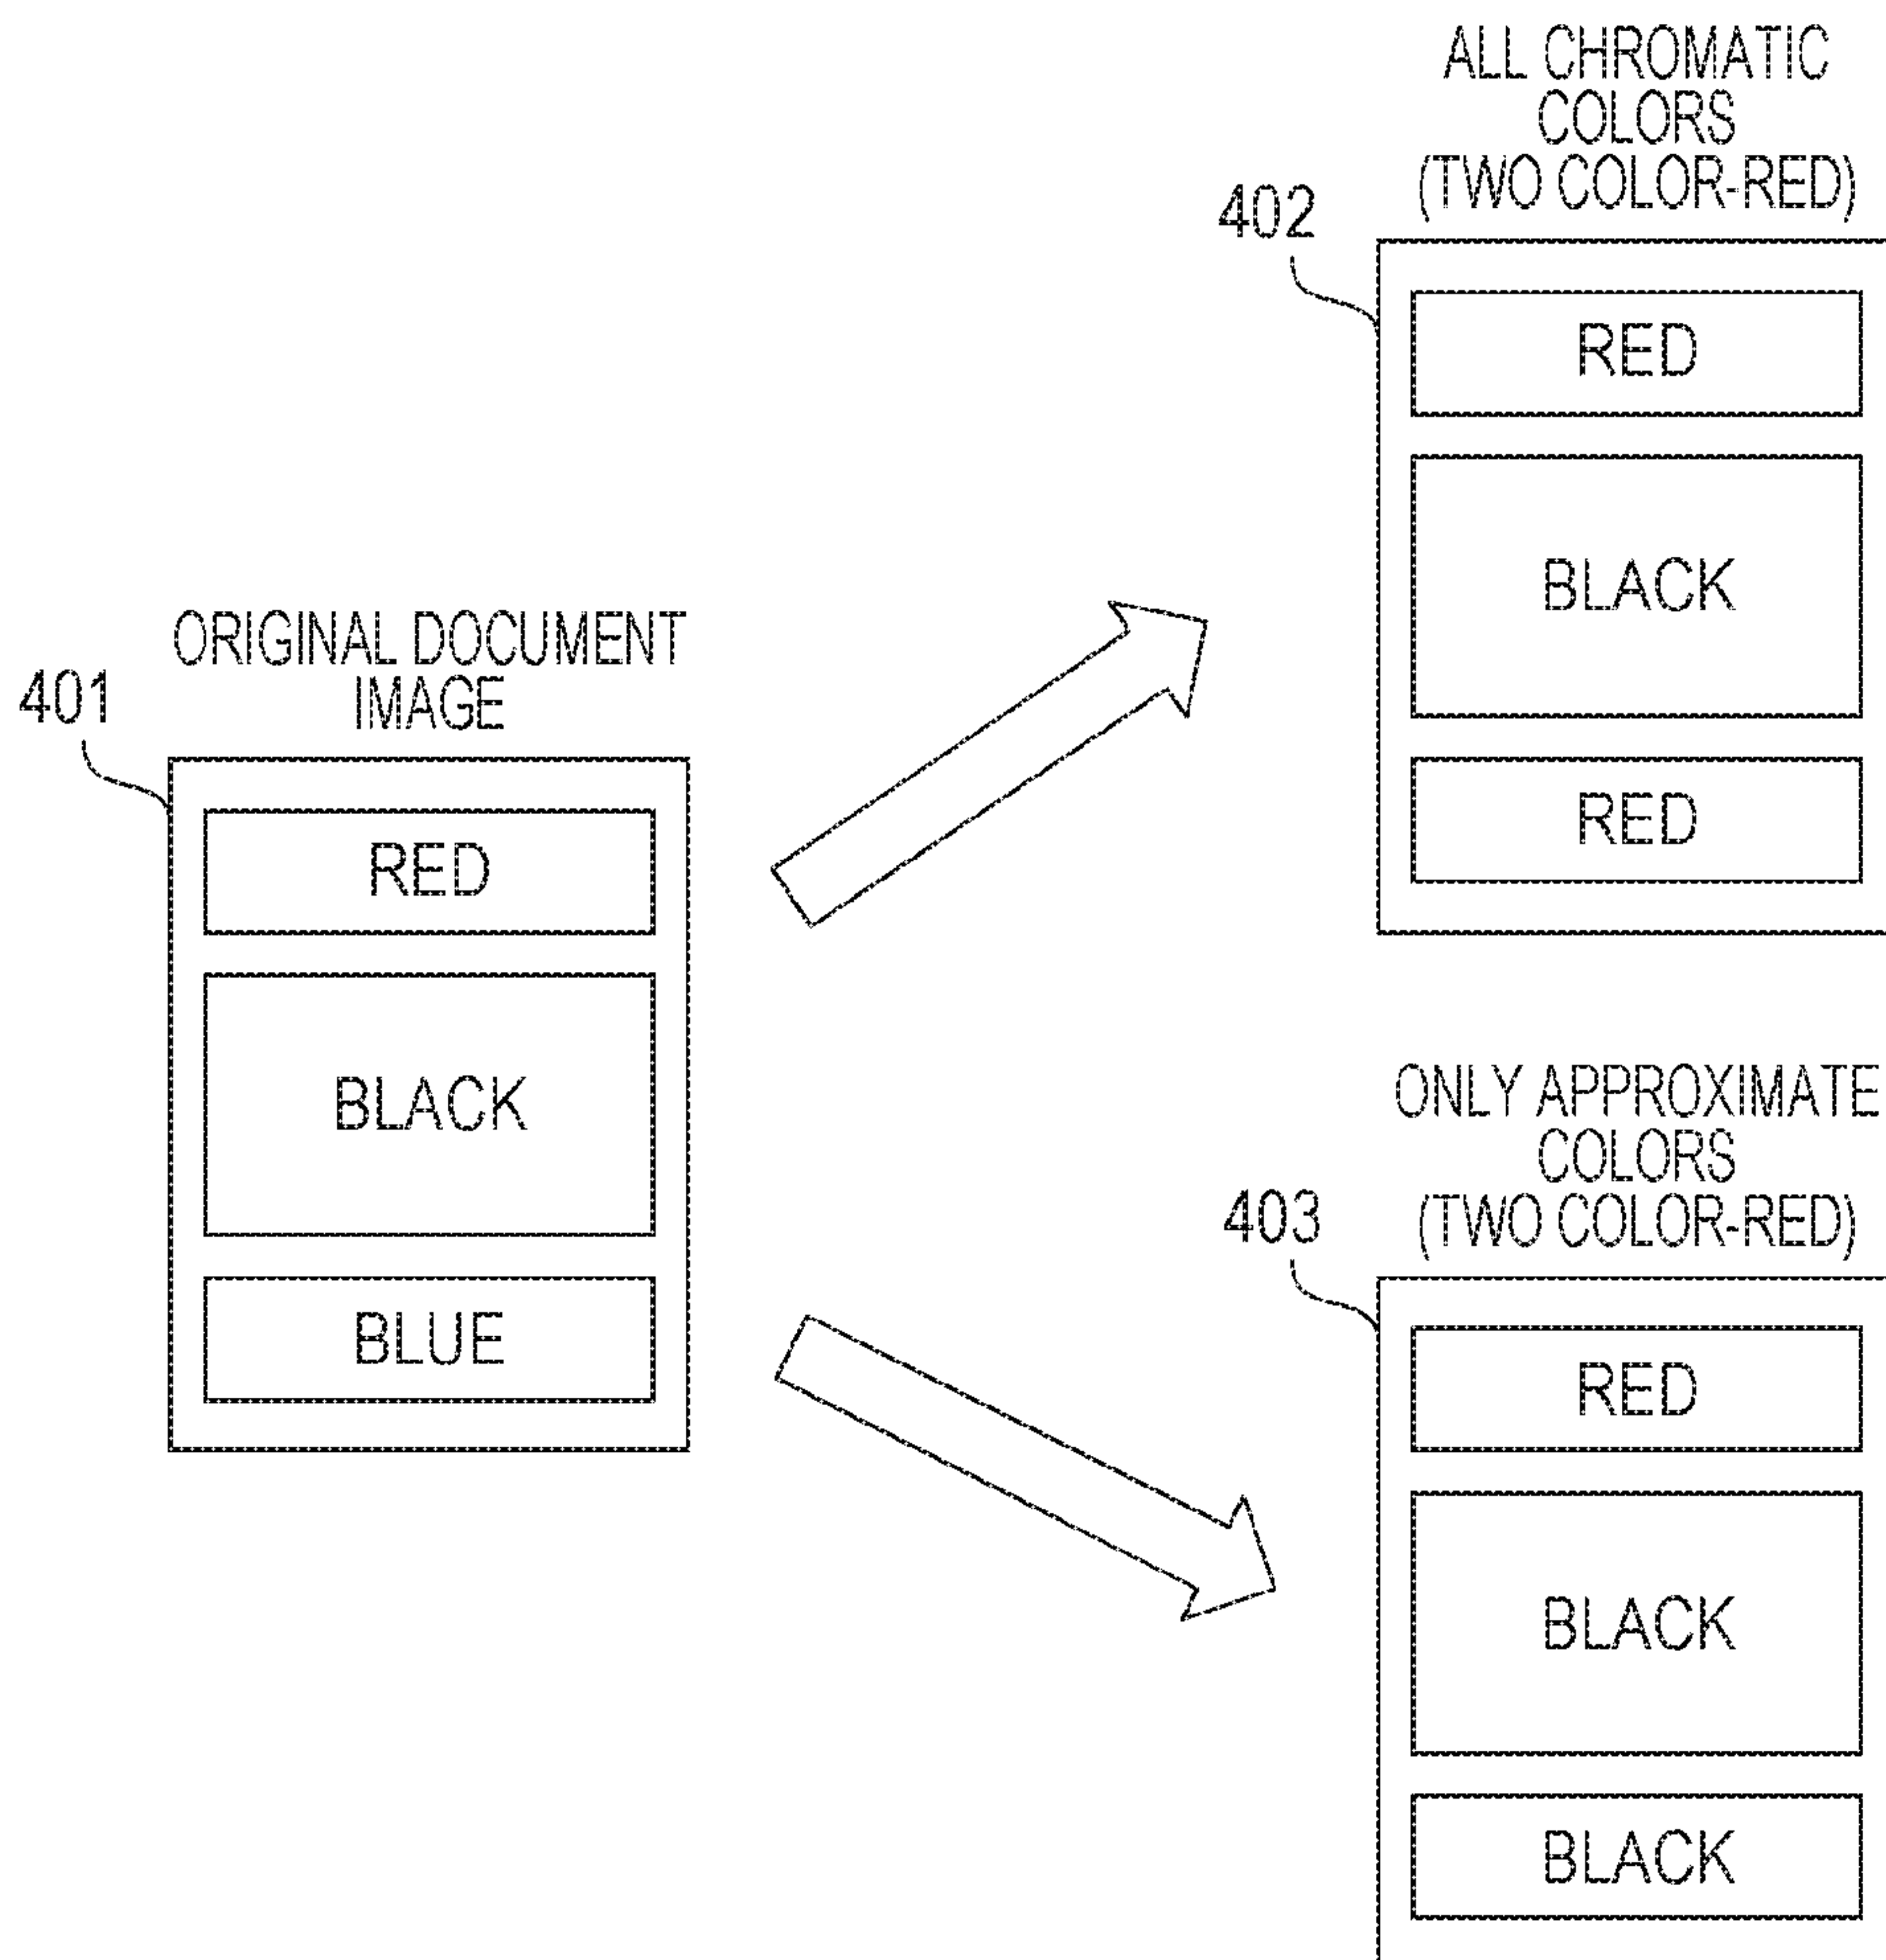 ALL CHROMATIC
COLORS
(TWO COLOR-RED)
402
RED
BLACK
RED
ORIGINAL DOCUMENT
IMAGE
401
RED
BLACK
BLUE
ONLY APPROXIMATE
COLORS
(TWO COLOR-RED)
403
RED
BLACK
BLACK